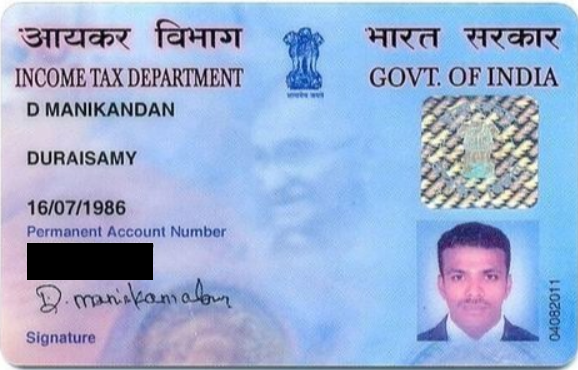 आयकर विभाग
भारत सरकार
INCOME TAX DEPARTMENT
GOVT. OF INDIA
सत्यमेव जयते
D MANIKANDAN
DURAISAMY
16/07/1986
Permanent Account Number
D. manikandan
Signature
04082011